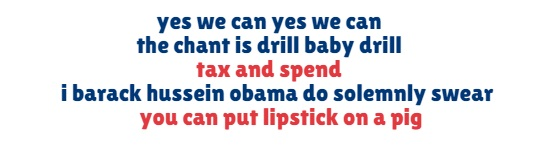 yes we can yes we can
the chant is drill baby drill
tax and spend
i barack hussein obama do solemnly swear
you can put lipstick on a pig